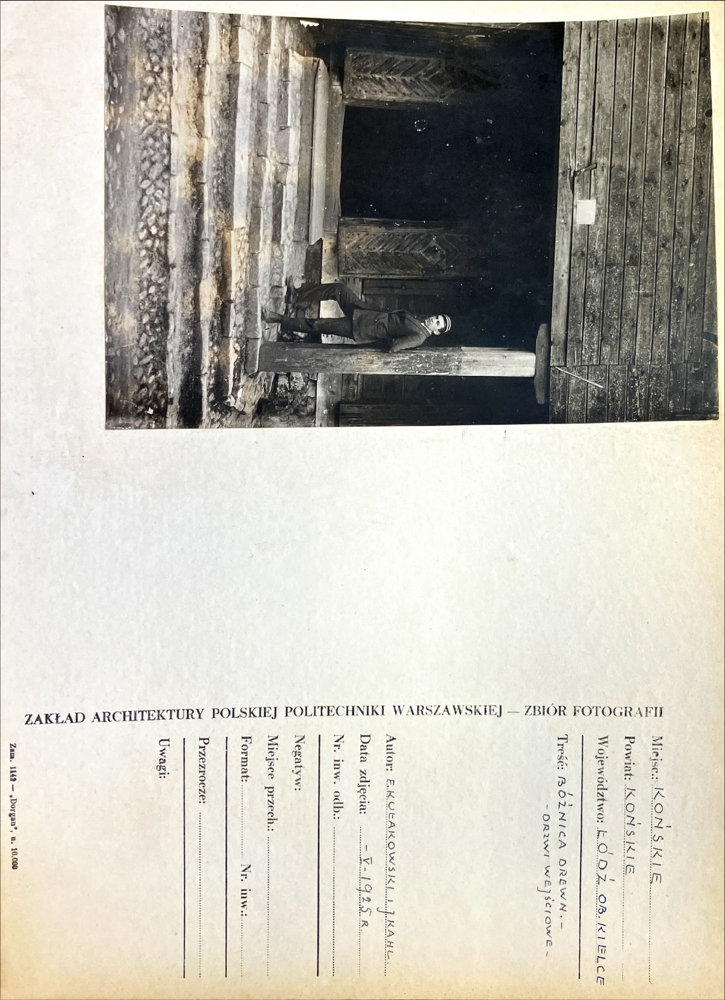 ZAKŁAD ARCHITEKTURY POLSKIEJ POLITECHNIKI WARSZAWSKIEJ — ZBIÓR FOTOGRAFII
Miejsc.: KOŃSKIE
Powiat: KOŃSKIE
Województwo: ŁÓDŹ OB. KIELCE
Treść: BÓŻNICA DREWN. -
- DRZWI WEJŚCIOWE -
Autor: E. KUŁAKOWSKI I J. KAHL.
Data zdjęcia: - V - 1925 R.
Nr. inw. odb.:
Negatyw:
Miejsce przech.:
Format: Nr. inw.:
Przezrocze:
Uwagi:
Zam. 1142 — „Dorgan", n. 10.000